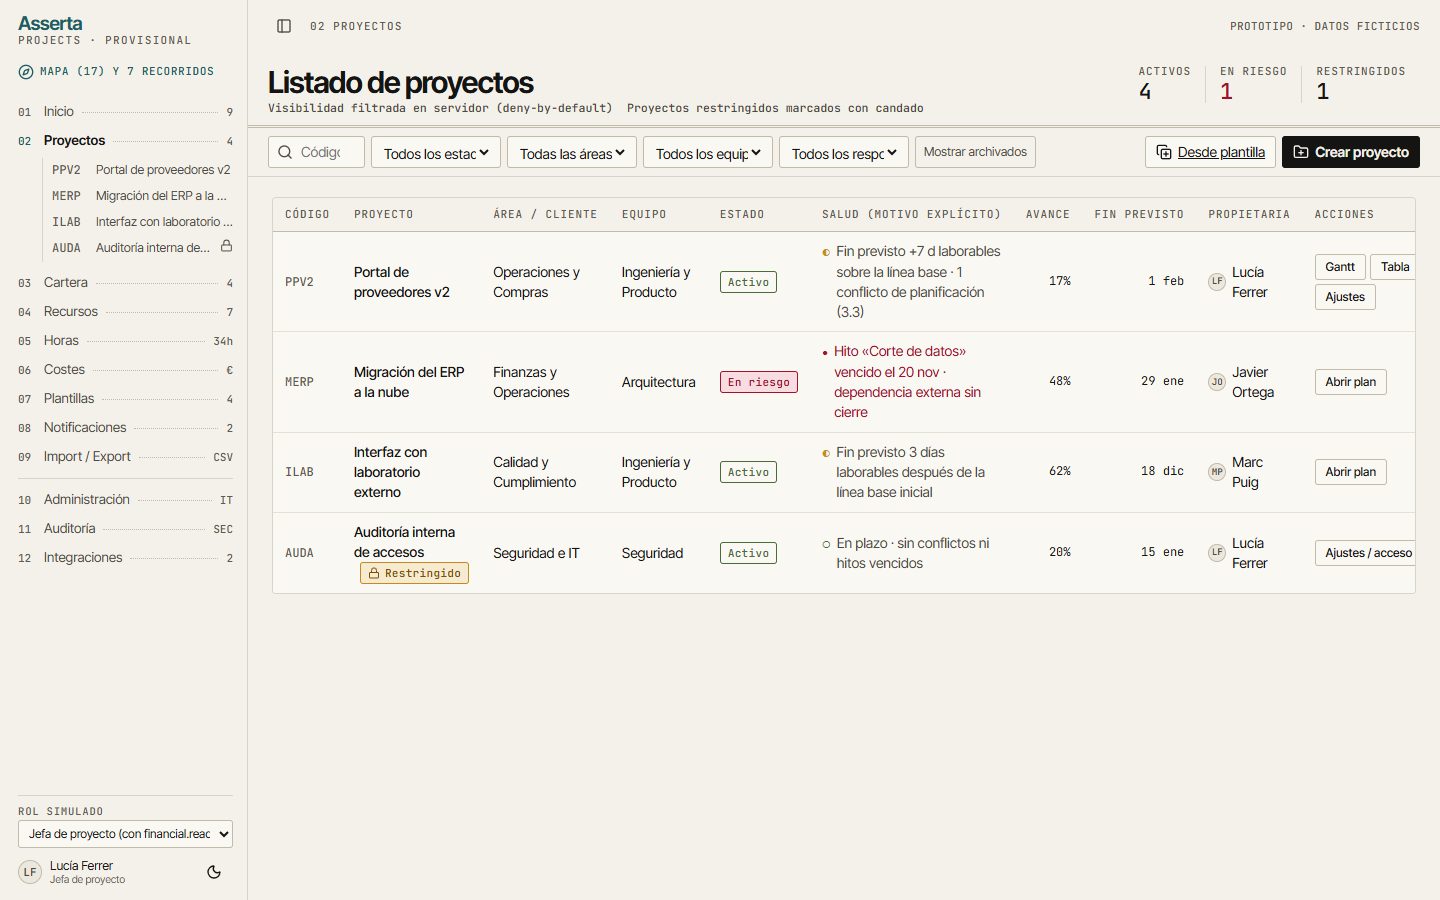 Asserta
PROJECTS · PROVISIONAL
MAPA (17) Y 7 RECORRIDOS
01 Inicio 9
02 Proyectos 4
PPV2 Portal de proveedores v2
MERP Migración del ERP a la ...
ILAB Interfaz con laboratorio ...
AUDA Auditoría interna de...
03 Cartera 4
04 Recursos 7
05 Horas 34h
06 Costes €
07 Plantillas 4
08 Notificaciones 2
09 Import / Export CSV
10 Administración IT
11 Auditoría SEC
12 Integraciones 2
ROL SIMULADO
Jefa de proyecto (con financial.read
LF Lucía Ferrer
Jefa de proyecto
02 PROYECTOS
PROTOTIPO · DATOS FICTICIOS
Listado de proyectos
Visibilidad filtrada en servidor (deny-by-default) Proyectos restringidos marcados con candado
ACTIVOS EN RIESGO RESTRINGIDOS
4 1 1
Código Todos los estac Todas las áreas Todos los equip Todos los respo Mostrar archivados Desde plantilla Crear proyecto
CÓDIGO PROYECTO ÁREA / CLIENTE EQUIPO ESTADO SALUD (MOTIVO EXPLÍCITO) AVANCE FIN PREVISTO PROPIETARIA ACCIONES
PPV2
Portal de
proveedores v2
Operaciones y
Compras
Ingeniería y
Producto
Activo
Fin previsto +7 d laborables
sobre la línea base · 1
conflicto de planificación
(3.3)
17%
1 feb
LF
Lucía
Ferrer
Gantt Tabla
Ajustes
MERP
Migración del ERP
a la nube
Finanzas y
Operaciones
Arquitectura
En riesgo
Hito «Corte de datos»
vencido el 20 nov ·
dependencia externa sin
cierre
48%
29 ene
JO
Javier
Ortega
Abrir plan
ILAB
Interfaz con
laboratorio
externo
Calidad y
Cumplimiento
Ingeniería y
Producto
Activo
Fin previsto 3 días
laborables después de la
línea base inicial
62%
18 dic
MP
Marc
Puig
Abrir plan
AUDA
Auditoría interna
de accesos
Restringido
Seguridad e IT
Seguridad
Activo
En plazo · sin conflictos ni
hitos vencidos
20%
15 ene
LF
Lucía
Ferrer
Ajustes / acceso